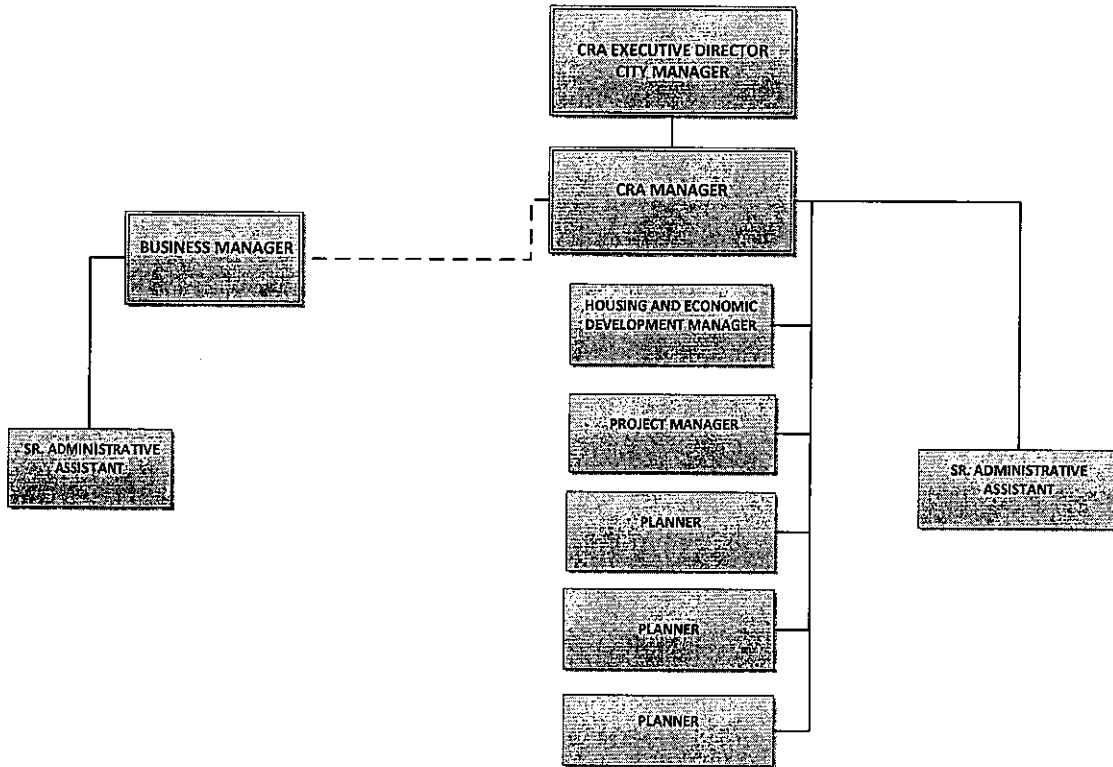 CRA EXECUTIVE DIRECTOR
CITY MANAGER
CRA MANAGER
BUSINESS MANAGER
HOUSING AND ECONOMIC
DEVELOPMENT MANAGER
PROJECT MANAGER
SR. ADMINISTRATIVE
ASSISTANT
SR. ADMINISTRATIVE
ASSISTANT
PLANNER
PLANNER
PLANNER